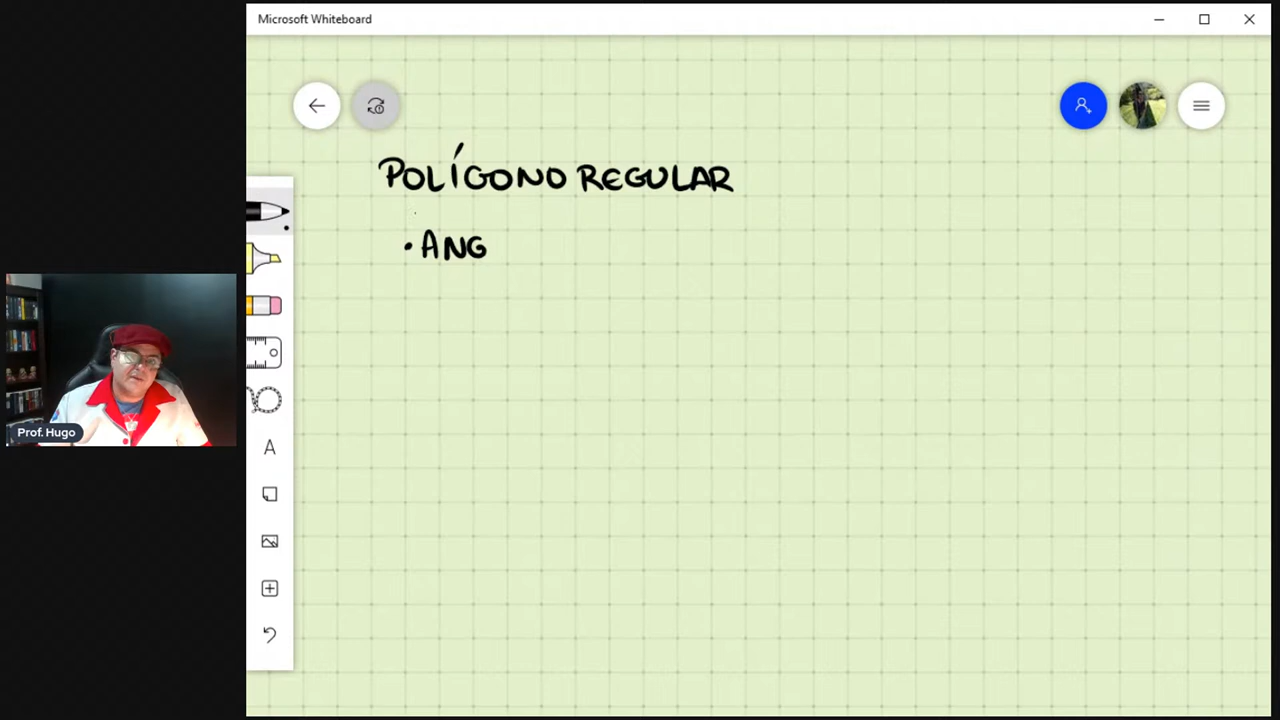 Microsoft Whiteboard
POLÍGONO REGULAR
• ANG
A
Prof. Hugo